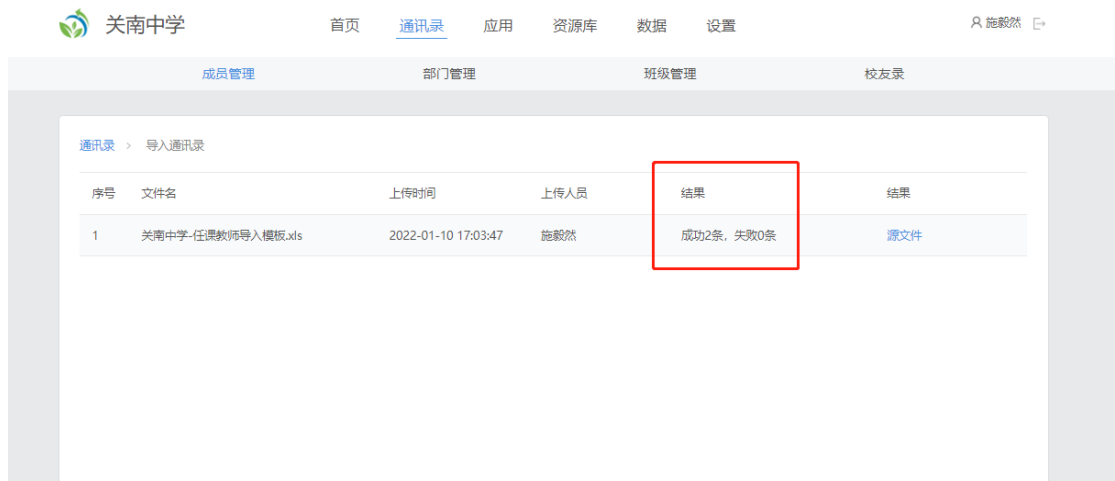 关南中学 首页 通讯录 应用 资源库 数据 设置 施毅然
成员管理 部门管理 班级管理 校友录
通讯录 > 导入通讯录
序号 文件名 上传时间 上传人员 结果 结果
1 关南中学-任课教师导入模板.xls 2022-01-10 17:03:47 施毅然 成功2条，失败0条 源文件